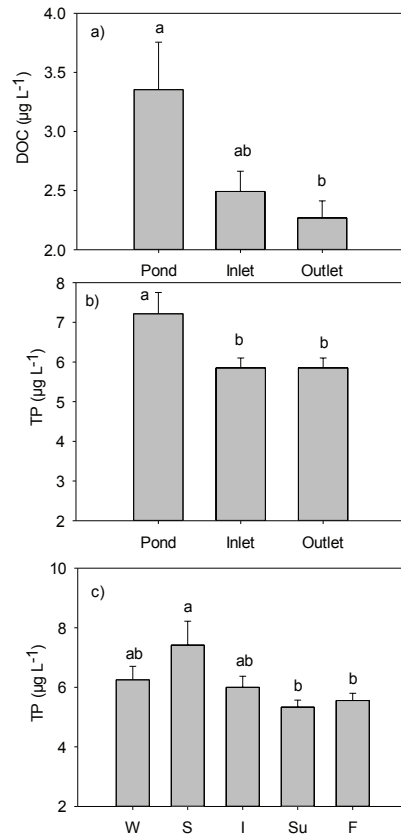 a)
a
ab
b
DOC (µg L-1)
4.0
3.5
3.0
2.5
2.0
Pond Inlet Outlet
b)
a
b
b
TP (µg L-1)
8
7
6
5
4
3
2
Pond Inlet Outlet
c)
ab
a
ab
b
b
TP (µg L-1)
10
8
6
4
2
W S I Su F